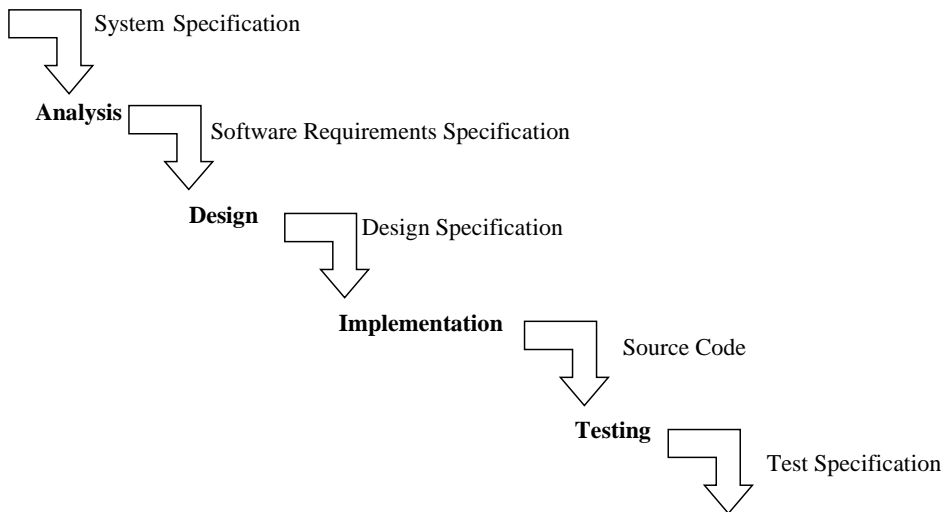 System Specification
Analysis
Software Requirements Specification
Design
Design Specification
Implementation
Source Code
Testing
Test Specification